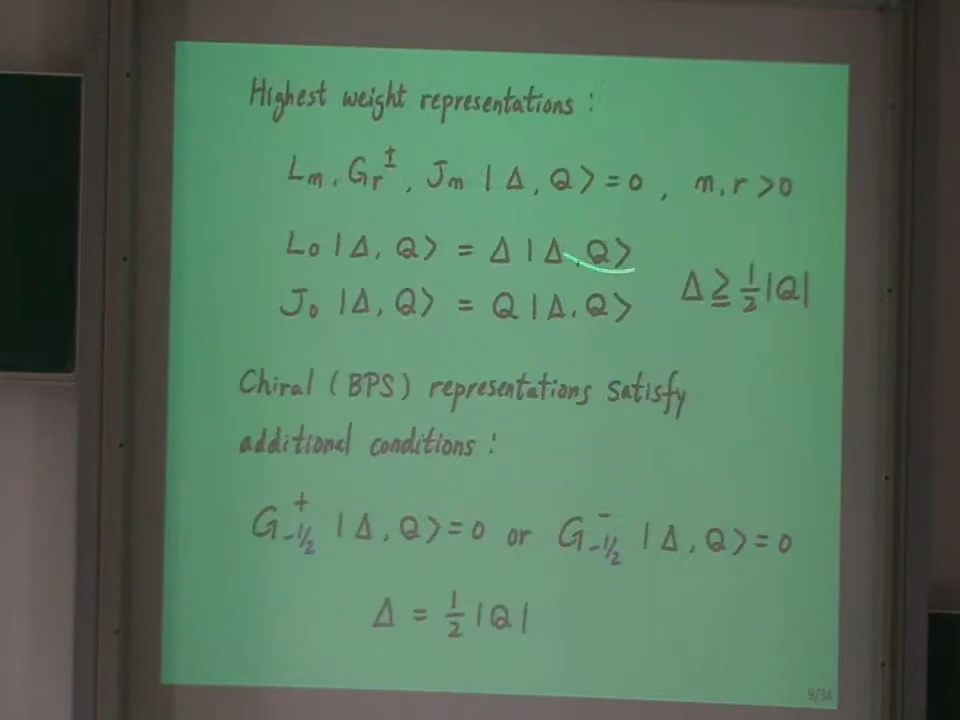 Highest weight representations :
Lm, Gr±, Jm | Δ, Q⟩ = 0 , m, r > 0
L0 | Δ, Q⟩ = Δ | Δ, Q⟩
Δ ≧ 1/2 |Q|
J0 | Δ, Q⟩ = Q | Δ, Q⟩
Chiral (BPS) representations satisfy
additional conditions :
G+-1/2 | Δ, Q⟩ = 0 or G--1/2 | Δ, Q⟩ = 0
Δ = 1/2 |Q|
9/34